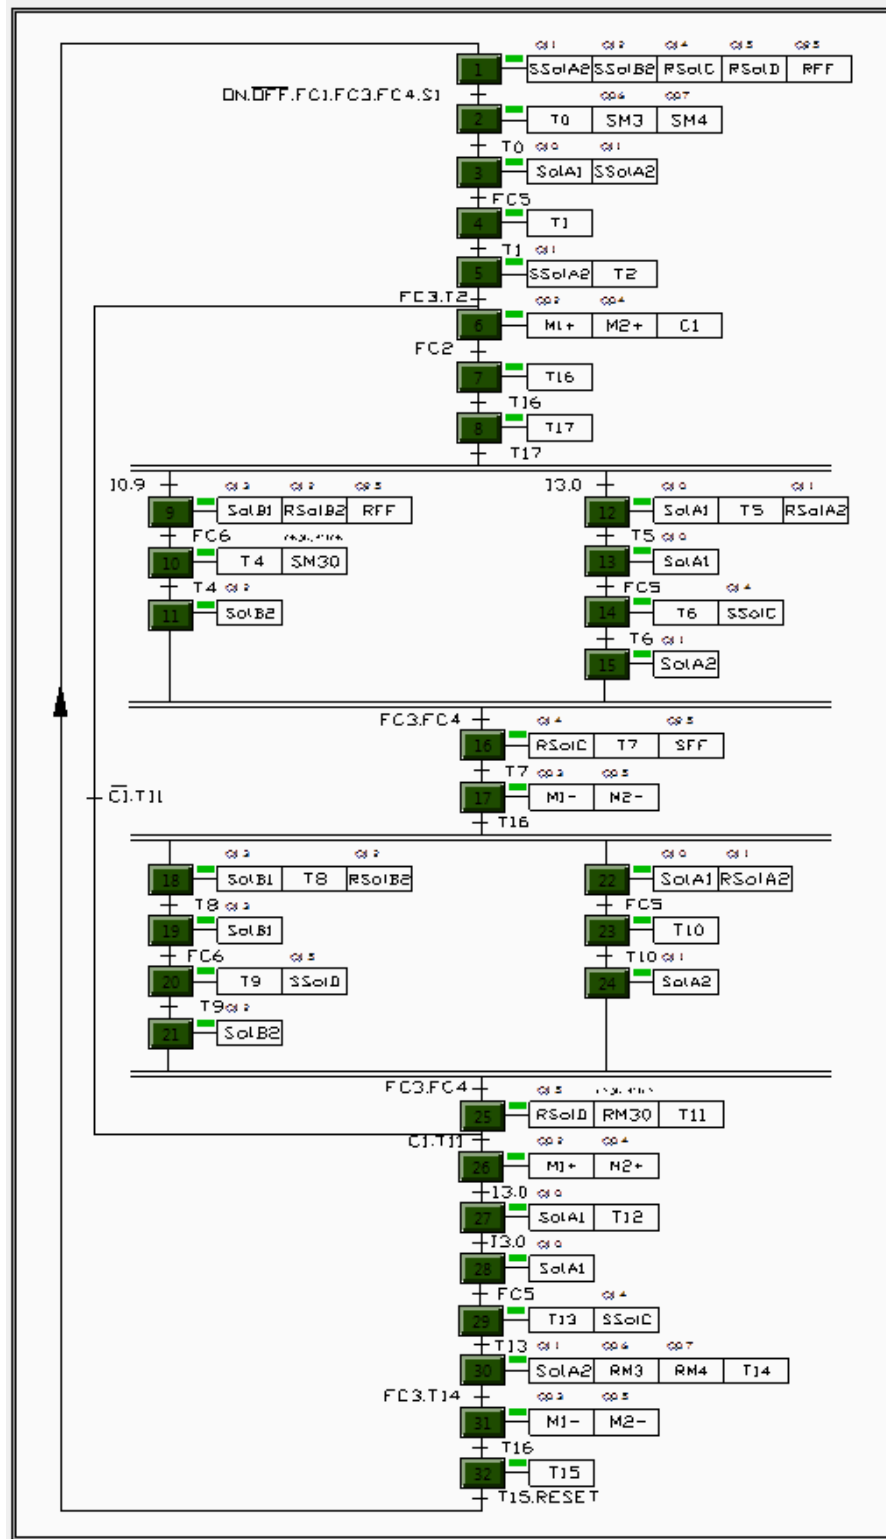 1 SSolA2 SSolB2 RSolC RSolD RFF
ON.OFF.FC1.FC3.FC4.S1
2 T0 SM3 SM4
T0
3 SolA1 SSolA2
FC5
4 T1
T1
5 SSolA2 T2
FC3.T2
6 M1+ M2+ C1
FC2
7 T16
T16
8 T17
T17
I0.9 I3.0
9 SolB1 RSolB2 RFF 12 SolA1 T5 RSolA2
FC6 T5
10 T4 SM30 13 SolA1
T4 FC5
11 SolB2 14 T6 SSolC
T6
15 SolA2
FC3.FC4
16 RSolC T7 SFF
T7
C1.T11
17 M1- M2-
T16
18 SolB1 T8 RSolB2 22 SolA1 RSolA2
T8 FC5
19 SolB1 23 T10
FC6 T10
20 T9 SSolD 24 SolA2
T9
21 SolB2
FC3.FC4
25 RSolD RM30 T11
C1.T11
26 M1+ M2+
I3.0
27 SolA1 T12
I3.0
28 SolA1
FC5
29 T13 SSolC
T13
30 SolA2 RM3 RM4 T14
FC3.T14
31 M1- M2-
T16
32 T15
T15.RESET